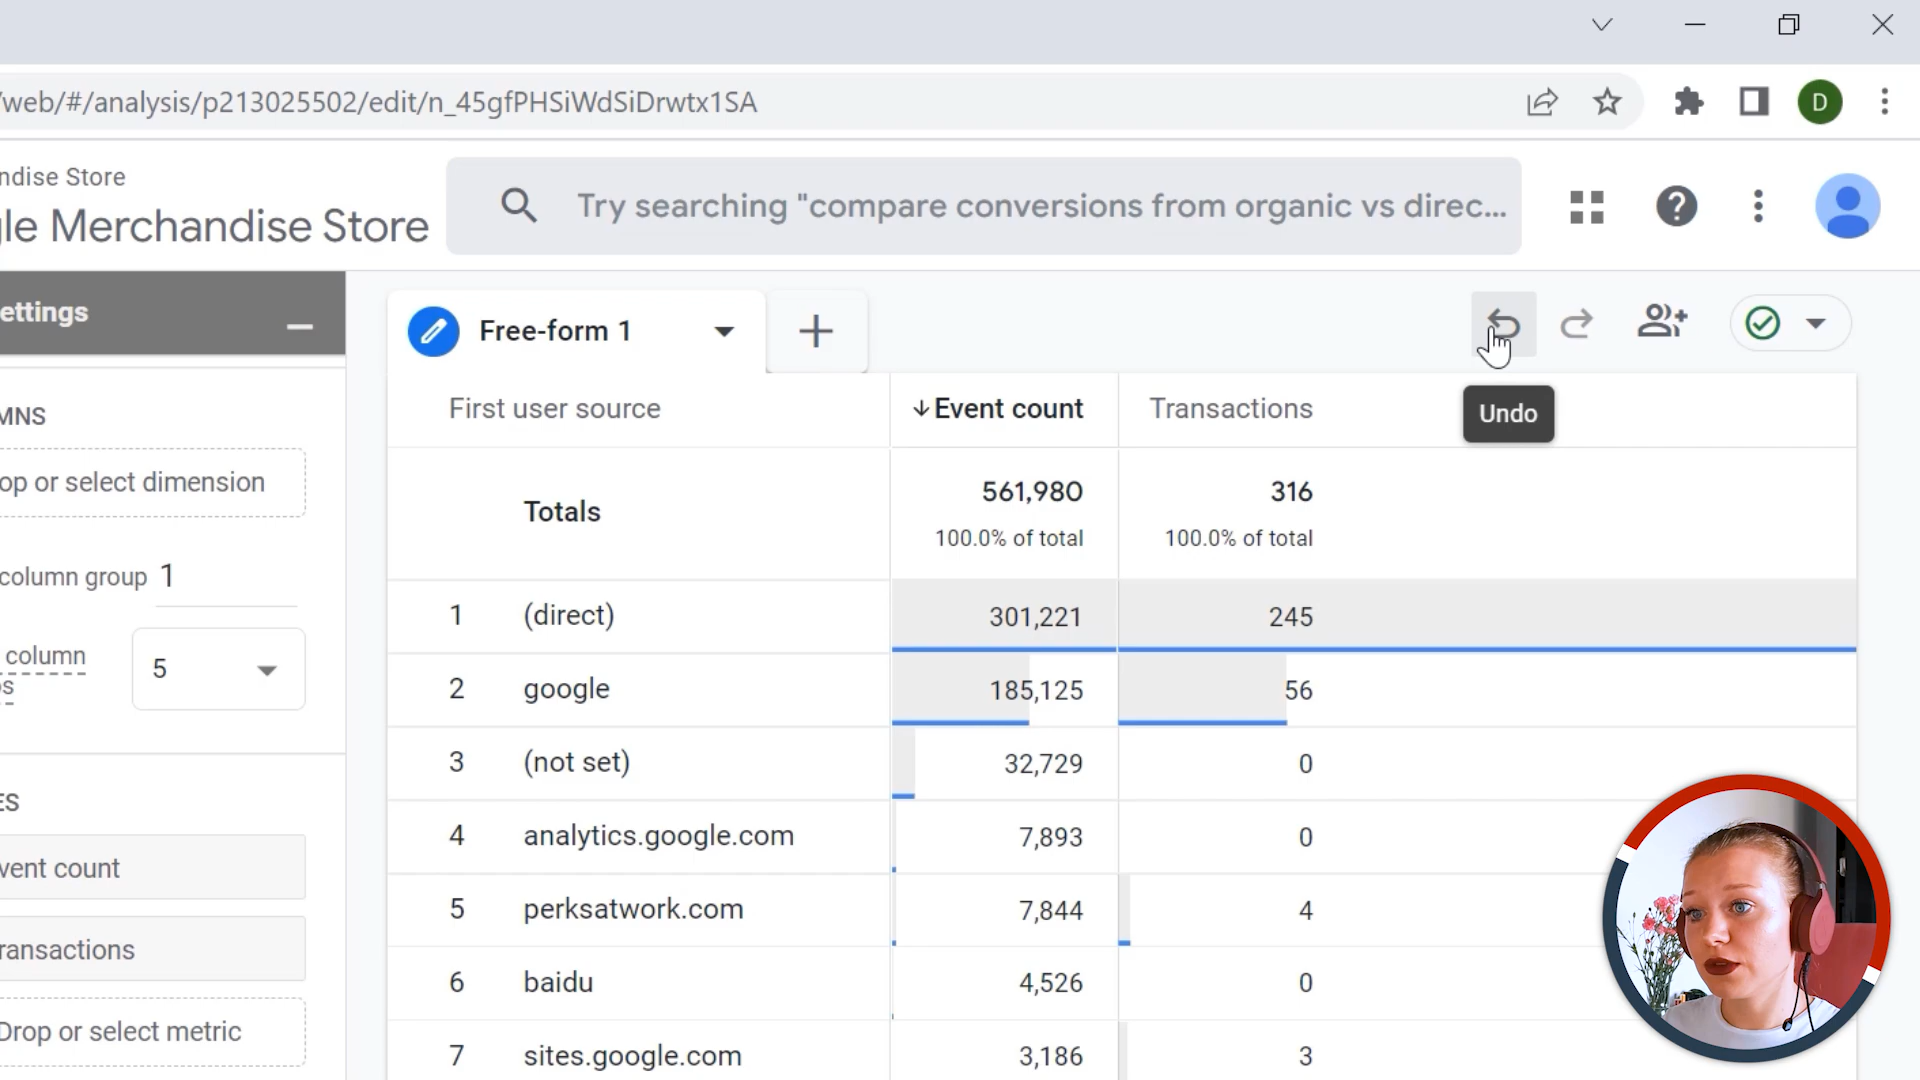 /web/#/analysis/p213025502/edit/n_45gfPHSiWdSiDrwtx1SA
D
ndise Store
le Merchandise Store
Try searching "compare conversions from organic vs direc...
ettings
Free-form 1
Undo
MNS
op or select dimension
column group 1
column
s
5
ES
vent count
ransactions
Drop or select metric
First user source
Event count
Transactions
Totals
561,980
316
100.0% of total
100.0% of total
1 (direct) 301,221 245
2 google 185,125 56
3 (not set) 32,729 0
4 analytics.google.com 7,893 0
5 perksatwork.com 7,844 4
6 baidu 4,526 0
7 sites.google.com 3,186 3